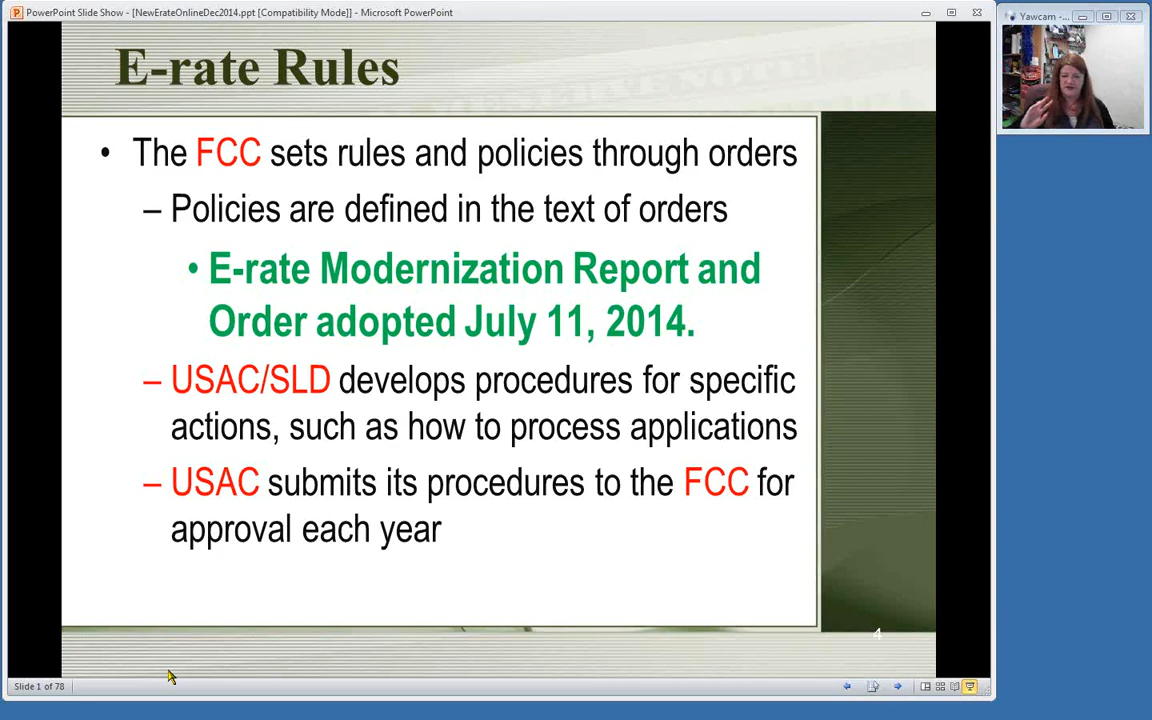 PowerPoint Slide Show - [NewErateOnlineDec2014.ppt [Compatibility Mode]] - Microsoft PowerPoint
Yawcam -...
E-rate Rules
• The FCC sets rules and policies through orders
– Policies are defined in the text of orders
• E-rate Modernization Report and
Order adopted July 11, 2014.
– USAC/SLD develops procedures for specific
actions, such as how to process applications
– USAC submits its procedures to the FCC for
approval each year
4
Slide 1 of 78